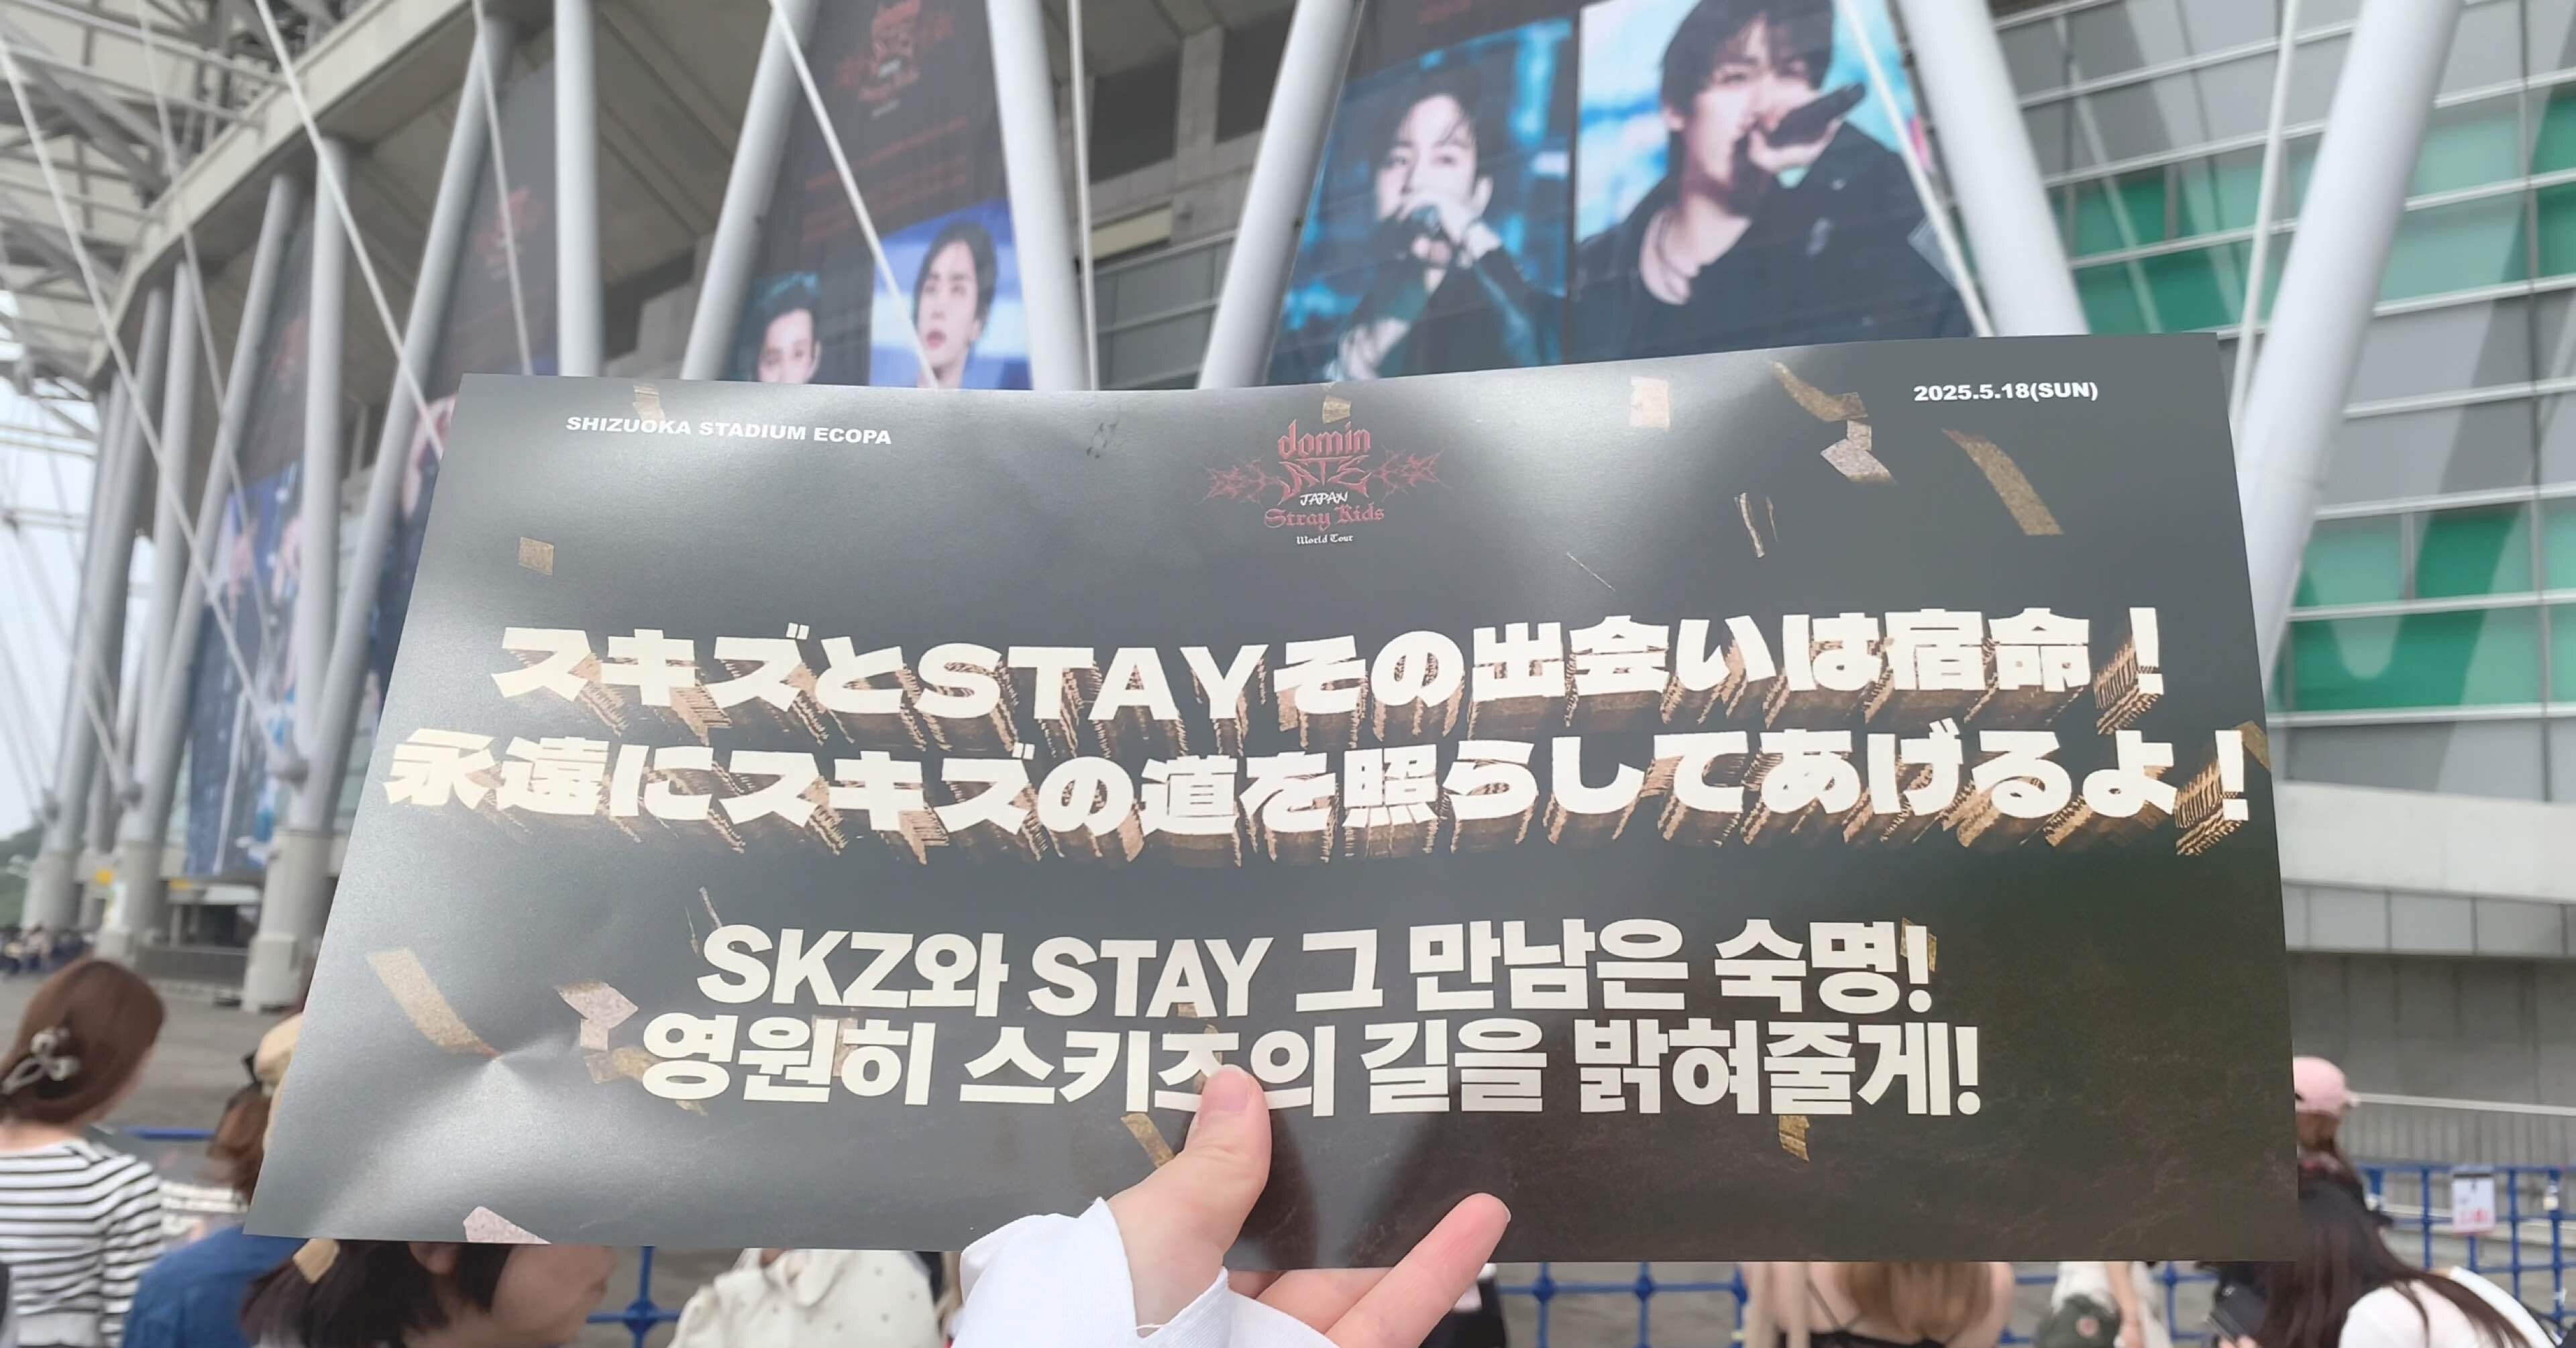 SHIZUOKA STADIUM ECOPA
2025.5.18(SUN)
domin
ATE
JAPAN
Stray Kids
World Tour
スキズとSTAYその出会いは宿命！
永遠にスキズの道を照らしてあげるよ！
SKZ와 STAY 그 만남은 숙명!
영원히 스키즈의 길을 밝혀줄게!